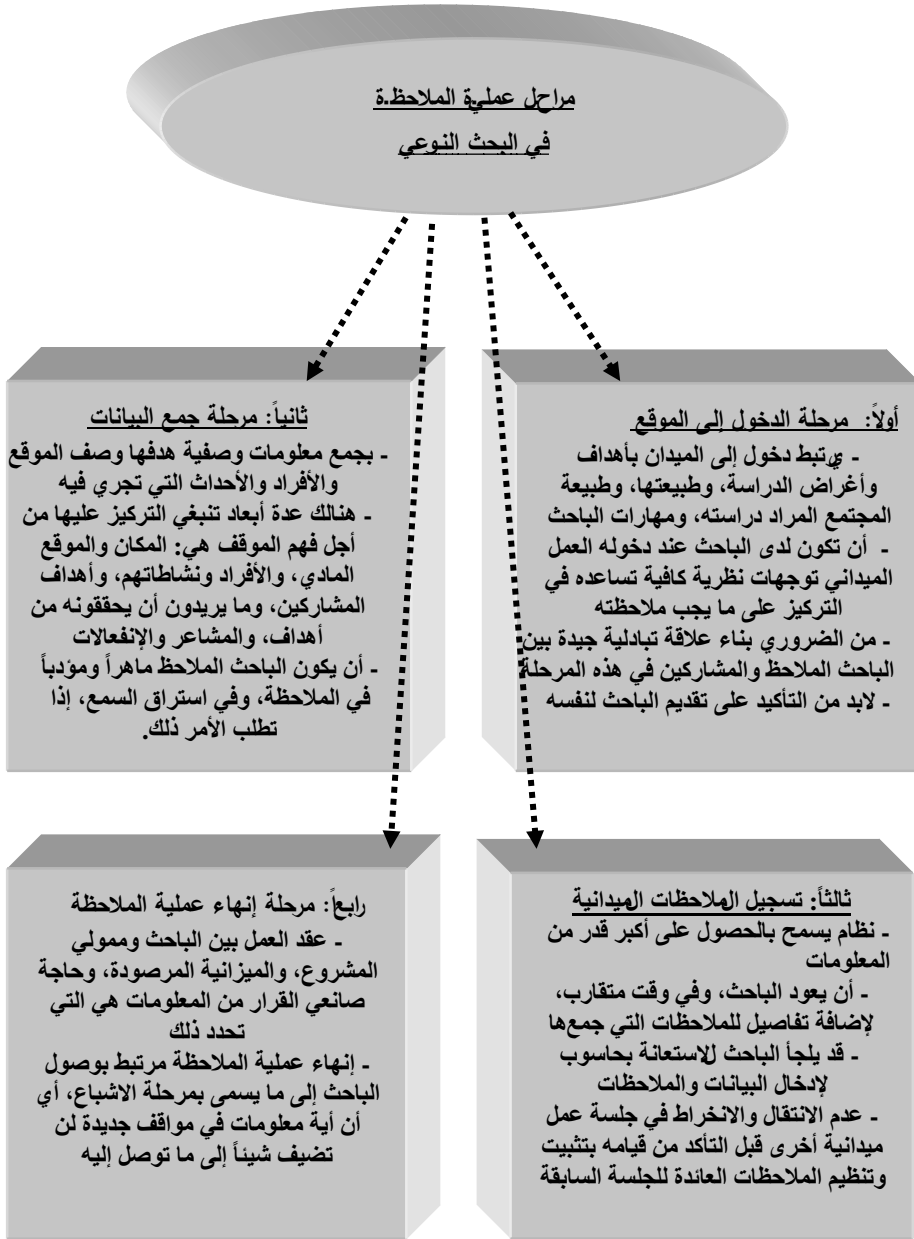 مراحل عملية الملاحظة
في البحث النوعي
أولاً: مرحلة الدخول إلى الموقع
- يرتبط دخول إلى الميدان بأهداف
وأغراض الدراسة، وطبيعتها، وطبيعة
المجتمع المراد دراسته، ومهارات الباحث
- أن تكون لدى الباحث عند دخوله العمل
الميداني توجهات نظرية كافية تساعده في
التركيز على ما يجب ملاحظته
- من الضروري بناء علاقة تبادلية جيدة بين
الباحث الملاحظ والمشاركين في هذه المرحلة
- لابد من التأكيد على تقديم الباحث لنفسه
ثانياً: مرحلة جمع البيانات
- بجمع معلومات وصفية هدفها وصف الموقع
والأفراد والأحداث التي تجري فيه
- هنالك عدة أبعاد تنبغي التركيز عليها من
أجل فهم الموقف هي: المكان والموقع
المادي، والأفراد ونشاطاتهم، وأهداف
المشاركين، وما يريدون أن يحققونه من
أهداف، والمشاعر والإنفعالات
- أن يكون الباحث الملاحظ ماهراً ومؤدباً
في الملاحظة، وفي استراق السمع، إذا
تطلب الأمر ذلك.
ثالثاً: تسجيل الملاحظات الميدانية
- نظام يسمح بالحصول على أكبر قدر من
المعلومات
- أن يعود الباحث، وفي وقت متقارب،
لإضافة تفاصيل للملاحظات التي جمعها
- قد يلجأ الباحث للاستعانة بحاسوب
لإدخال البيانات والملاحظات
- عدم الانتقال والانخراط في جلسة عمل
ميدانية أخرى قبل التأكد من قيامه بتثبيت
وتنظيم الملاحظات العائدة للجلسة السابقة
رابعاً: مرحلة إنهاء عملية الملاحظة
- عقد العمل بين الباحث وممولي
المشروع، والميزانية المرصودة، وحاجة
صانعي القرار من المعلومات هي التي
تحدد ذلك
- إنهاء عملية الملاحظة مرتبط بوصول
الباحث إلى ما يسمى بمرحلة الاشباع، أي
أن أية معلومات في مواقف جديدة لن
تضيف شيئاً إلى ما توصل إليه